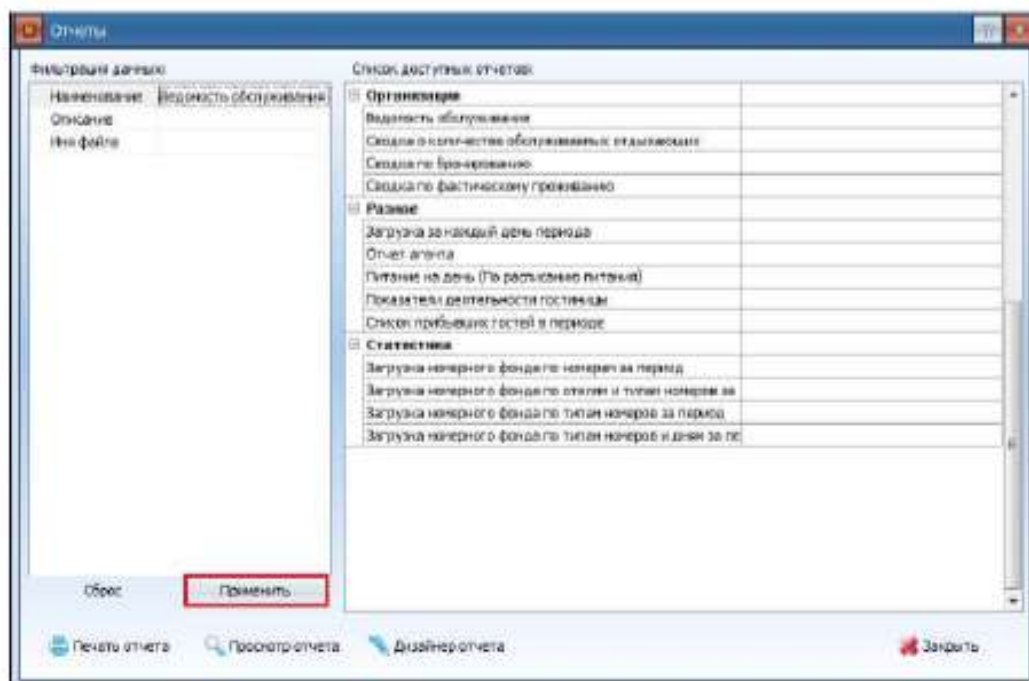 Отчеты
Фильтрация данных:
Наименование Ведомость обслуживания
Описание
Имя файла
Сброс
Применить
Список доступных отчетов:
Организация
Ведомость обслуживания
Сводка о количестве обслуживаемых отдыхающих
Сводка по бронированию
Сводка по фактическому проживанию
Разное
Загрузка за каждый день периода
Отчет агента
Питание на день (По расписанию питания)
Показатели деятельности гостиницы
Список прибывших гостей в периоде
Статистика
Загрузка номерного фонда по номерам за период
Загрузка номерного фонда по отелям и типам номеров за
Загрузка номерного фонда по типам номеров за период
Загрузка номерного фонда по типам номеров и дням за пе
Печать отчета
Просмотр отчета
Дизайнер отчета
Закрыть